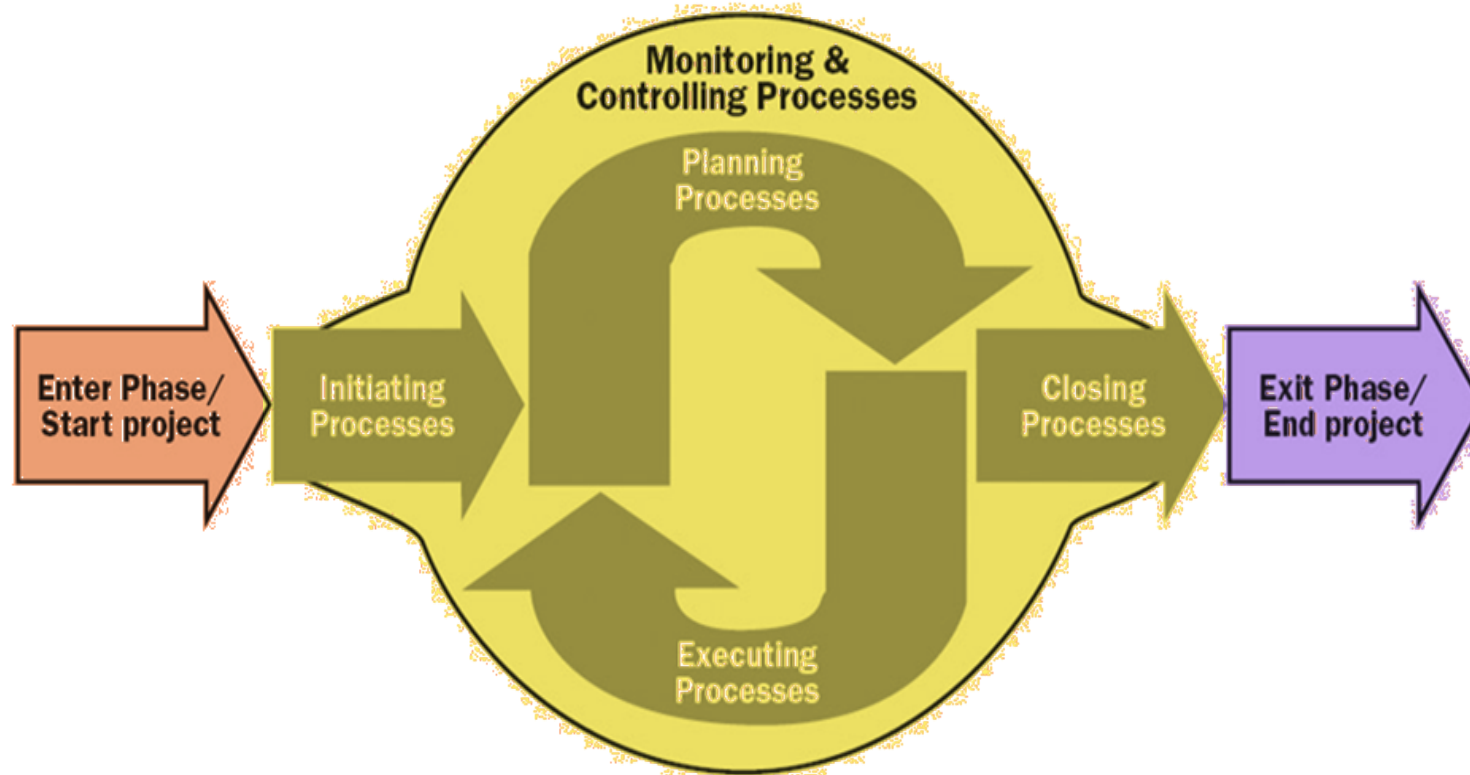 Monitoring &
Controlling Processes
Planning
Processes
Enter Phase/
Start project
Initiating
Processes
Closing
Processes
Exit Phase/
End project
Executing
Processes